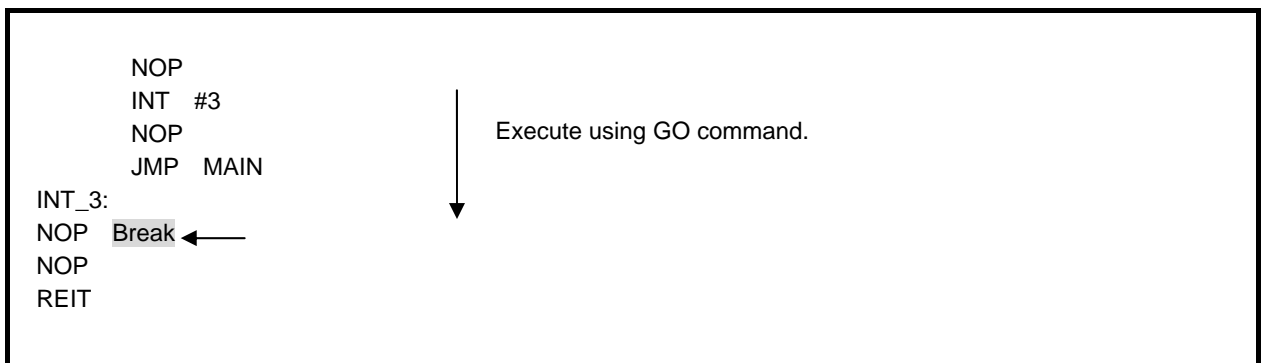 NOP
INT #3
NOP Execute using GO command.
JMP MAIN
INT_3:
NOP Break
NOP
REIT